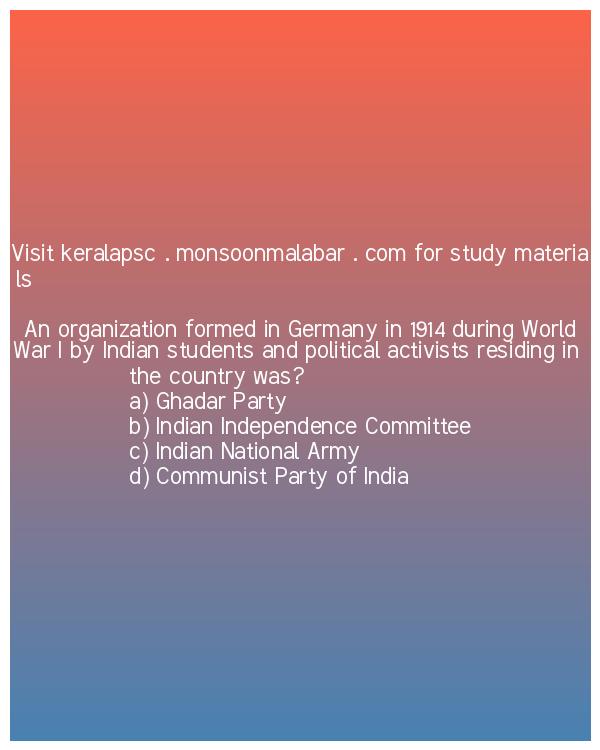 Visit keralapsc . monsoonmalabar . com for study materia
ls
An organization formed in Germany in 1914 during World
War I by Indian students and political activists residing in
the country was?
a) Ghadar Party
b) Indian Independence Committee
c) Indian National Army
d) Communist Party of India